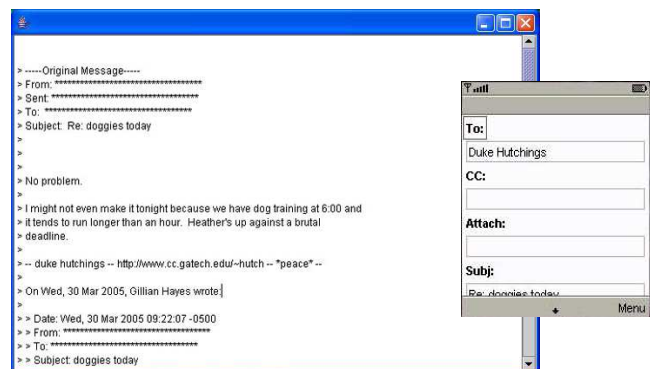 > -----Original Message-----
> From: ***********************************
> Sent: ***********************************
> To: ***********************************
> Subject: Re: doggies today
>
>
>
> No problem.
>
> I might not even make it tonight because we have dog training at 6:00 and
> it tends to run longer than an hour. Heather's up against a brutal
> deadline.
>
> -- duke hutchings -- http://www.cc.gatech.edu/~hutch -- *peace* --
>
> On Wed, 30 Mar 2005, Gillian Hayes wrote:
>
> > Date: Wed, 30 Mar 2005 09:22:07 -0500
> > From: ***********************************
> > To: ***********************************
> > Subject: doggies today
To:
Duke Hutchings
CC:
Attach:
Subj:
Re: doggies today
Menu